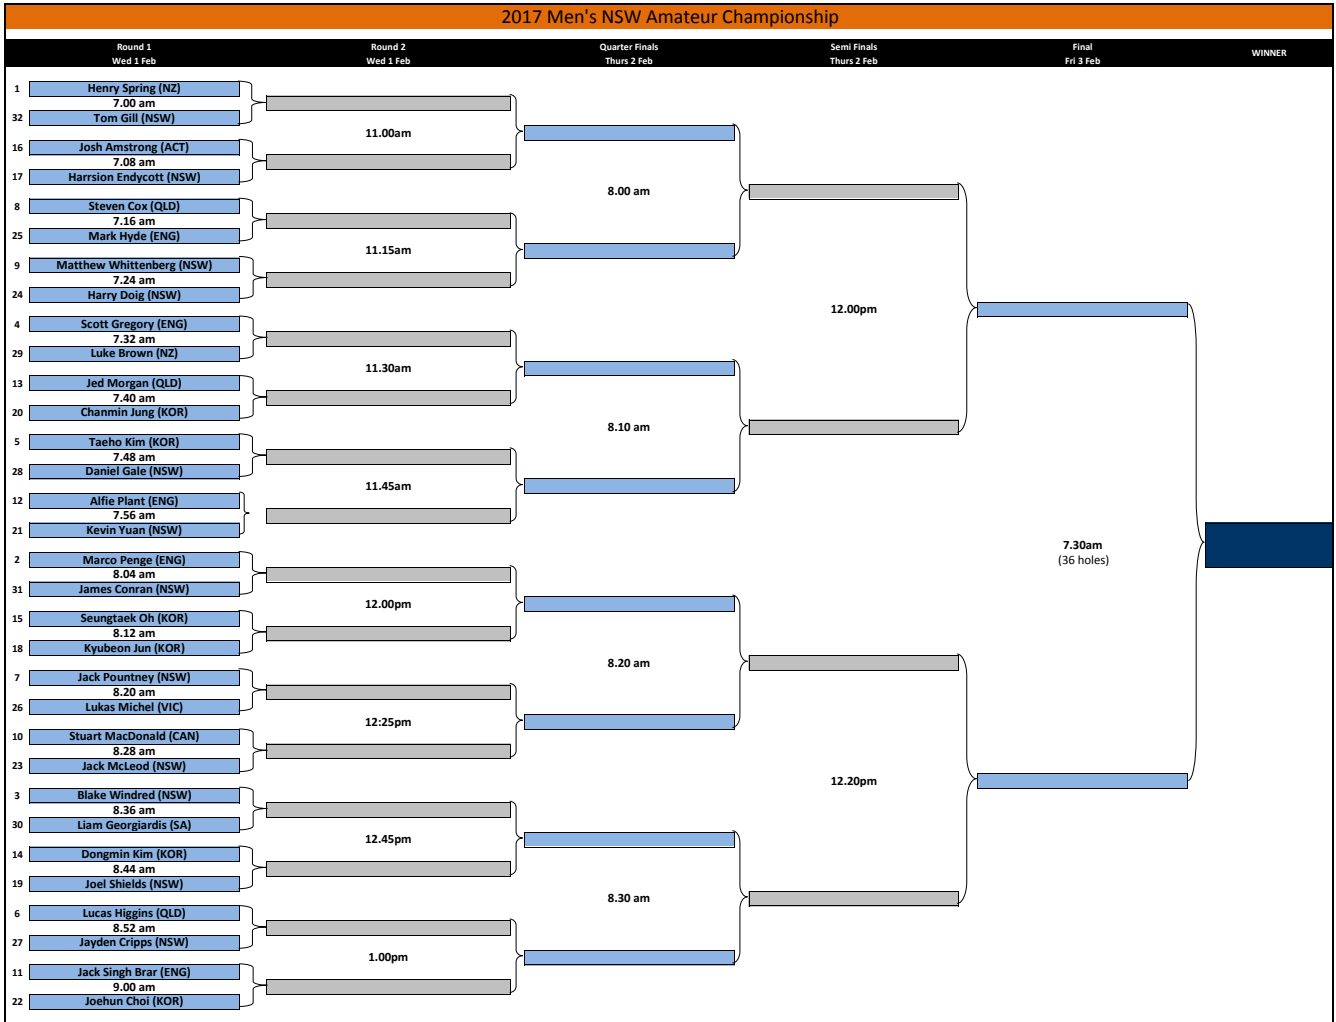 2017 Men's NSW Amateur Championship
Round 1 Round 2 Quarter Finals Semi Finals Final WINNER
Wed 1 Feb Wed 1 Feb Thurs 2 Feb Thurs 2 Feb Fri 3 Feb
1 Henry Spring (NZ)
7.00 am
32 Tom Gill (NSW)
11.00am
16 Josh Amstrong (ACT)
7.08 am
17 Harrsion Endycott (NSW)
8.00 am
8 Steven Cox (QLD)
7.16 am
25 Mark Hyde (ENG)
11.15am
9 Matthew Whittenberg (NSW)
7.24 am
24 Harry Doig (NSW)
12.00pm
4 Scott Gregory (ENG)
7.32 am
29 Luke Brown (NZ)
11.30am
13 Jed Morgan (QLD)
7.40 am
20 Chanmin Jung (KOR)
8.10 am
5 Taeho Kim (KOR)
7.48 am
28 Daniel Gale (NSW)
11.45am
12 Alfie Plant (ENG)
7.56 am
21 Kevin Yuan (NSW)
7.30am
(36 holes)
2 Marco Penge (ENG)
8.04 am
31 James Conran (NSW)
12.00pm
15 Seungtaek Oh (KOR)
8.12 am
18 Kyubeon Jun (KOR)
8.20 am
7 Jack Pountney (NSW)
8.20 am
26 Lukas Michel (VIC)
12:25pm
10 Stuart MacDonald (CAN)
8.28 am
23 Jack McLeod (NSW)
12.20pm
3 Blake Windred (NSW)
8.36 am
30 Liam Georgiardis (SA)
12.45pm
14 Dongmin Kim (KOR)
8.44 am
19 Joel Shields (NSW)
8.30 am
6 Lucas Higgins (QLD)
8.52 am
27 Jayden Cripps (NSW)
1.00pm
11 Jack Singh Brar (ENG)
9.00 am
22 Joehun Choi (KOR)